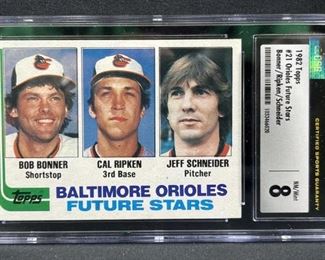 BOB BONNER
Shortstop
CAL RIPKEN
3rd Base
JEFF SCHNEIDER
Pitcher
Topps
BALTIMORE ORIOLES
FUTURE STARS
1982 Topps
#21 Orioles Future Stars
Bonner/Ripken/Schneider
CSG
NM/Mint
8
CERTIFIED SPORTS GUARANTY